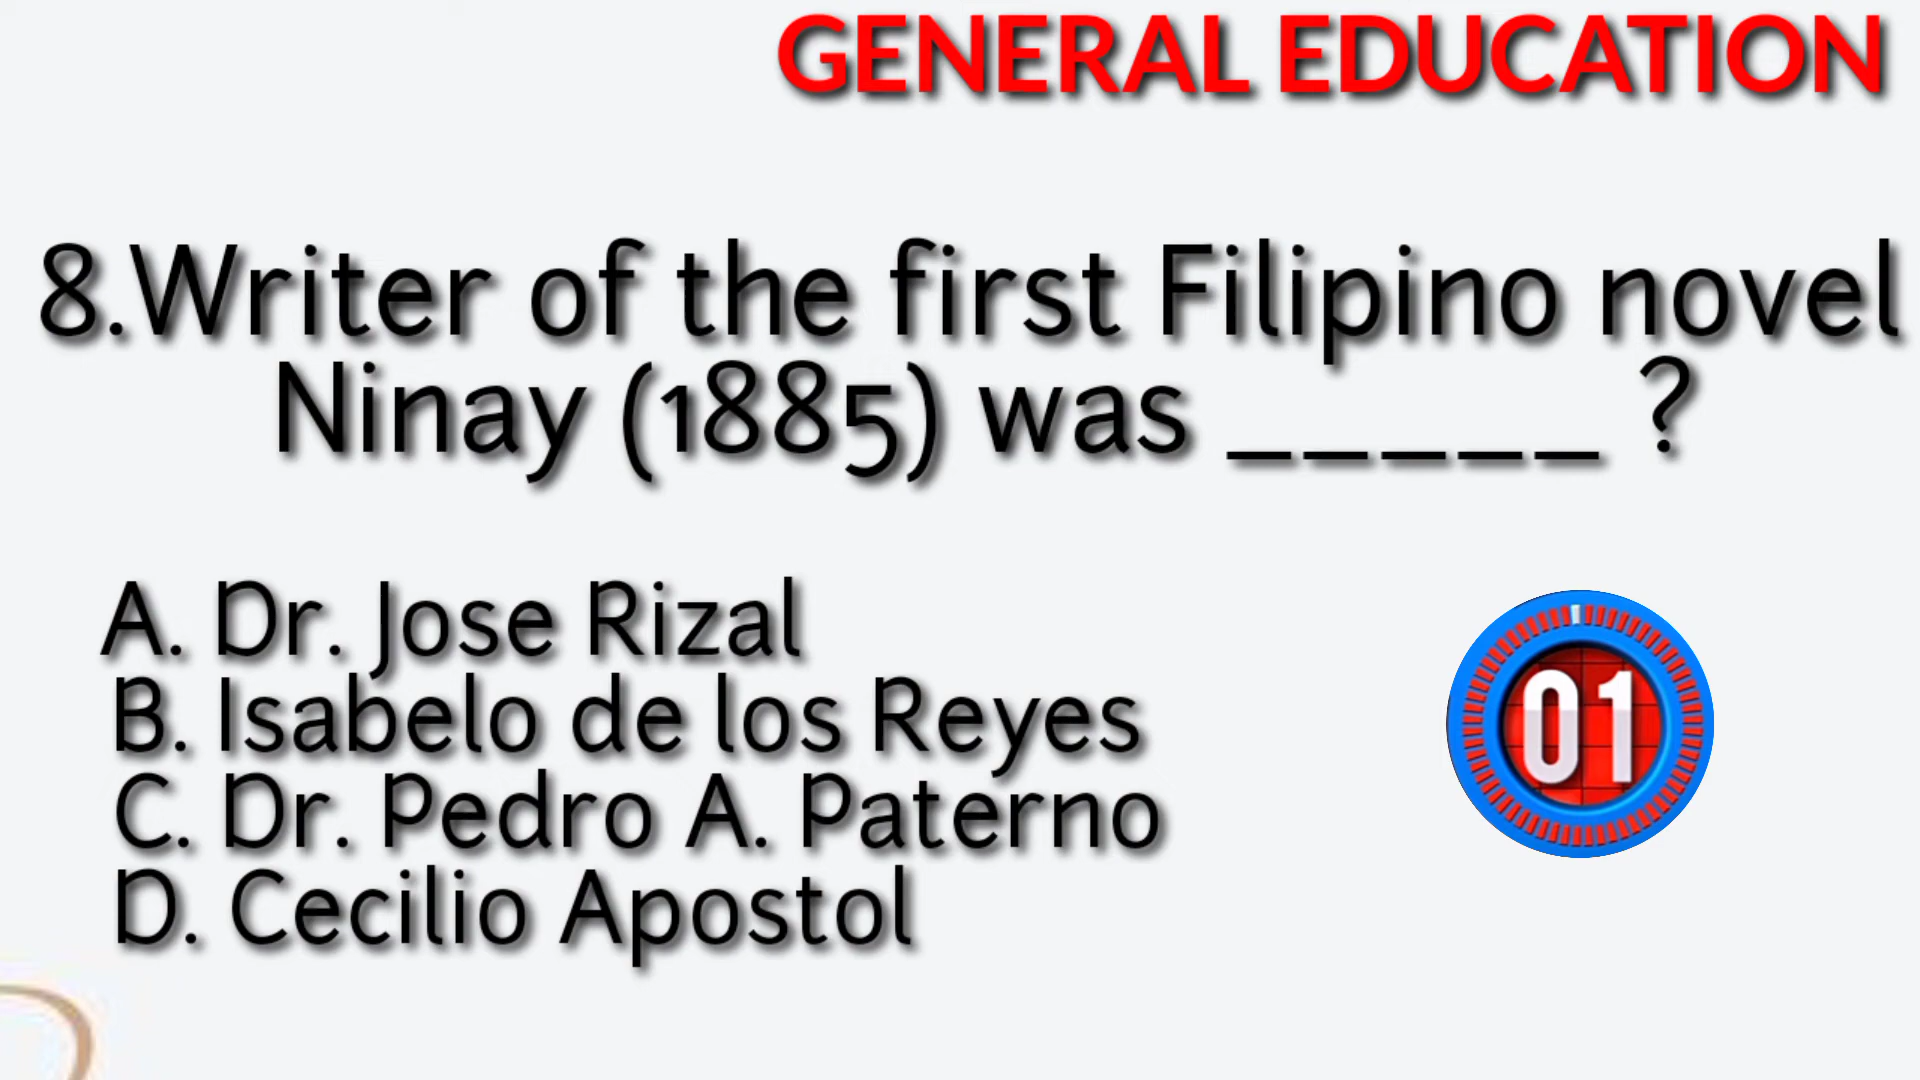 GENERAL EDUCATION
8.Writer of the first Filipino novel
Ninay (1885) was _____ ?
A. Dr. Jose Rizal
B. Isabelo de los Reyes
01
C. Dr. Pedro A. Paterno
D. Cecilio Apostol